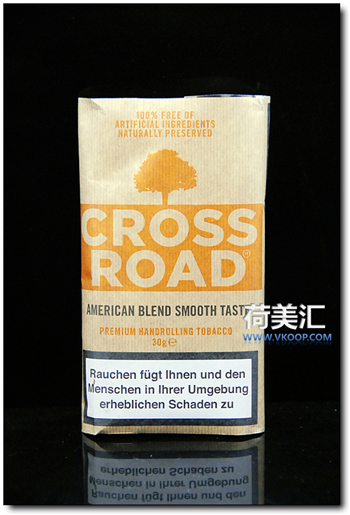 100% FREE OF
ARTIFICIAL INGREDIENTS
NATURALLY PRESERVED
CROSS
ROAD®
AMERICAN BLEND SMOOTH TASTE
PREMIUM HANDROLLING TOBACCO
30g℮
荷美汇
WWW.VKOOP.COM
Rauchen fügt Ihnen und den
Menschen in Ihrer Umgebung
erheblichen Schaden zu